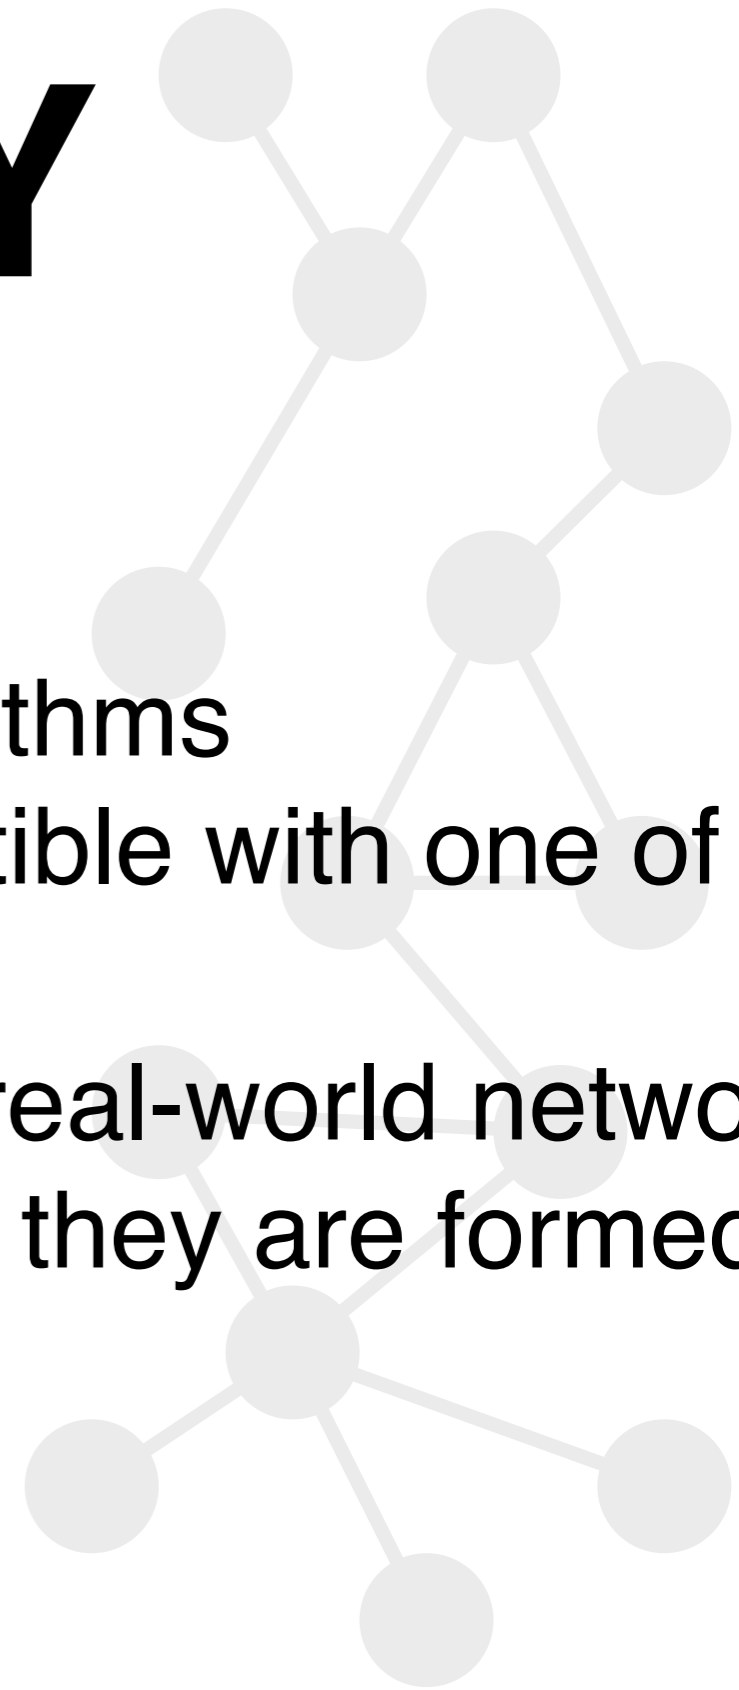 Y
thms
tible with one of
real-world netwo
they are formed